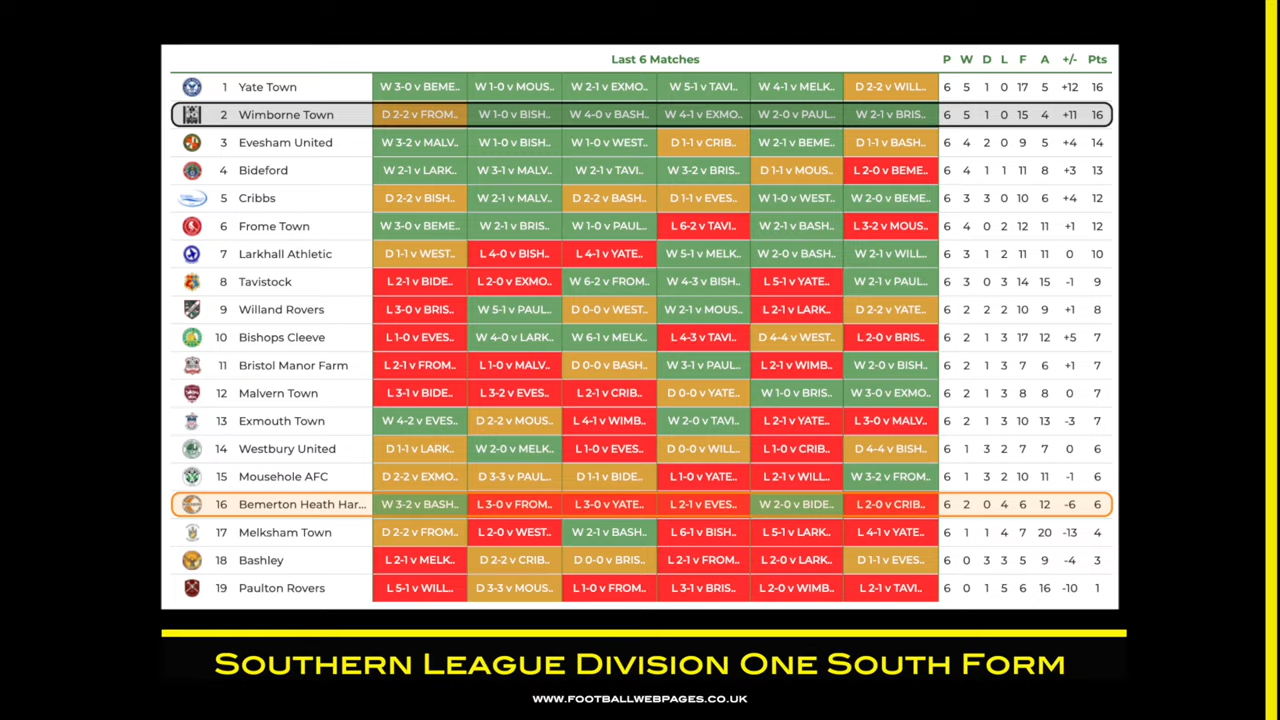 Last 6 Matches P W D L F A +/- Pts
1 Yate Town W 3-0 v BEME.. W 1-0 v MOUS.. W 2-1 v EXMO.. W 5-1 v TAVI.. W 4-1 v MELK.. D 2-2 v WILL.. 6 5 1 0 17 5 +12 16
2 Wimborne Town D 2-2 v FROM.. W 1-0 v BISH.. W 4-0 v BASH.. W 4-1 v EXMO.. W 2-0 v PAUL.. W 2-1 v BRIS.. 6 5 1 0 15 4 +11 16
3 Evesham United W 3-2 v MALV.. W 1-0 v BISH.. W 1-0 v WEST.. D 1-1 v CRIB.. W 2-1 v BEME.. D 1-1 v BASH.. 6 4 2 0 9 5 +4 14
4 Bideford W 2-1 v LARK.. W 3-1 v MALV.. W 2-1 v TAVI.. W 3-2 v BRIS.. D 1-1 v MOUS.. L 2-0 v BEME.. 6 4 1 1 11 8 +3 13
5 Cribbs D 2-2 v BISH.. W 2-1 v MALV.. D 2-2 v BASH.. D 1-1 v EVES.. W 1-0 v WEST.. W 2-0 v BEME.. 6 3 3 0 10 6 +4 12
6 Frome Town W 3-0 v BEME.. W 2-1 v BRIS.. W 1-0 v PAUL.. L 6-2 v TAVI.. W 2-1 v BASH.. L 3-2 v MOUS.. 6 4 0 2 12 11 +1 12
7 Larkhall Athletic D 1-1 v WEST.. L 4-0 v BISH.. L 4-1 v YATE.. W 5-1 v MELK.. W 2-0 v BASH.. W 2-1 v WILL.. 6 3 1 2 11 11 0 10
8 Tavistock L 2-1 v BIDE.. L 2-0 v EXMO.. W 6-2 v FROM.. W 4-3 v BISH.. L 5-1 v YATE.. W 2-1 v PAUL.. 6 3 0 3 14 15 -1 9
9 Willand Rovers L 3-0 v BRIS.. W 5-1 v PAUL.. D 0-0 v WEST.. W 2-1 v MOUS.. L 2-1 v LARK.. D 2-2 v YATE.. 6 2 2 2 10 9 +1 8
10 Bishops Cleeve L 1-0 v EVES.. W 4-0 v LARK.. W 6-1 v MELK.. L 4-3 v TAVI.. D 4-4 v WEST.. L 2-0 v BRIS.. 6 2 1 3 17 12 +5 7
11 Bristol Manor Farm L 2-1 v FROM.. L 1-0 v MALV.. D 0-0 v BASH.. W 3-1 v PAUL.. L 2-1 v WIMB.. W 2-0 v BISH.. 6 2 1 3 7 6 +1 7
12 Malvern Town L 3-1 v BIDE.. L 3-2 v EVES.. L 2-1 v CRIB.. D 0-0 v YATE.. W 1-0 v BRIS.. W 3-0 v EXMO.. 6 2 1 3 8 8 0 7
13 Exmouth Town W 4-2 v EVES.. D 2-2 v MOUS.. L 4-1 v WIMB.. W 2-0 v TAVI.. L 2-1 v YATE.. L 3-0 v MALV.. 6 2 1 3 10 13 -3 7
14 Westbury United D 1-1 v LARK.. W 2-0 v MELK.. L 1-0 v EVES.. D 0-0 v WILL.. L 1-0 v CRIB.. D 4-4 v BISH.. 6 1 3 2 7 7 0 6
15 Mousehole AFC D 2-2 v EXMO.. D 3-3 v PAUL.. D 1-1 v BIDE.. L 1-0 v YATE.. L 2-1 v WILL.. W 3-2 v FROM.. 6 1 3 2 10 11 -1 6
16 Bemerton Heath Har... W 3-2 v BASH.. L 3-0 v FROM.. L 3-0 v YATE.. L 2-1 v EVES.. W 2-0 v BIDE.. L 2-0 v CRIB.. 6 2 0 4 6 12 -6 6
17 Melksham Town D 2-2 v FROM.. L 2-0 v WEST.. W 2-1 v BASH.. L 6-1 v BISH.. L 5-1 v LARK.. L 4-1 v YATE.. 6 1 1 4 7 20 -13 4
18 Bashley L 2-1 v MELK.. D 2-2 v CRIB.. D 0-0 v BRIS.. L 2-1 v FROM.. L 2-0 v LARK.. D 1-1 v EVES.. 6 0 3 3 5 9 -4 3
19 Paulton Rovers L 5-1 v WILL.. D 3-3 v MOUS.. L 1-0 v FROM.. L 3-1 v BRIS.. L 2-0 v WIMB.. L 2-1 v TAVI.. 6 0 1 5 6 16 -10 1
SOUTHERN LEAGUE DIVISION ONE SOUTH FORM
WWW.FOOTBALLWEBPAGES.CO.UK